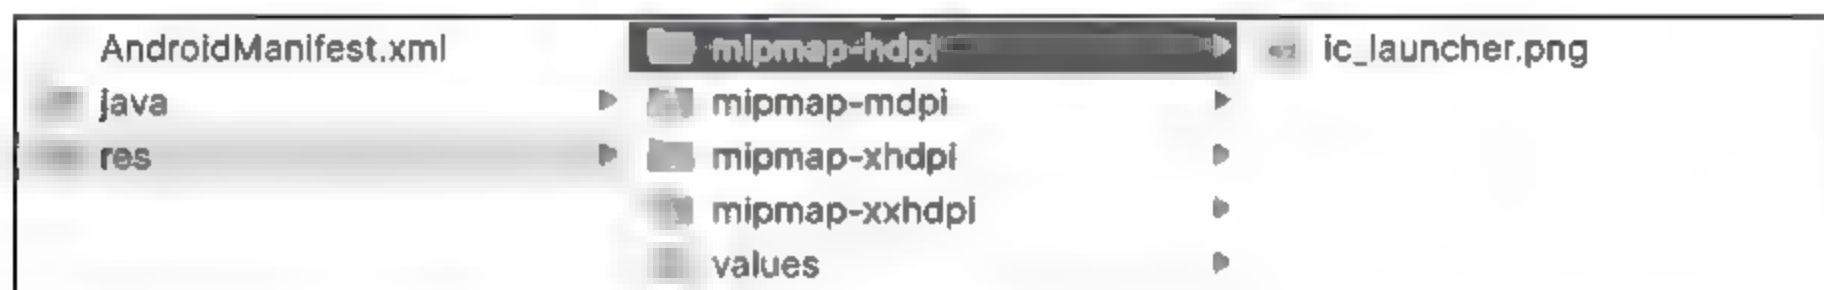 AndroidManifest.xml
java
res
mipmap-hdpi
mipmap-mdpi
mipmap-xhdpi
mipmap-xxhdpi
values
ic_launcher.png